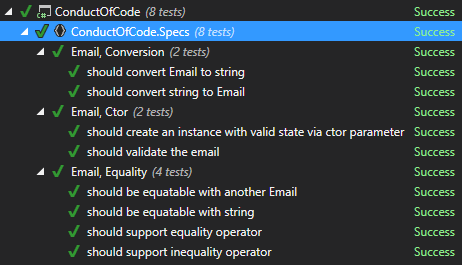 C# ConductOfCode (8 tests) Success
ConductOfCode.Specs (8 tests) Success
Email, Conversion (2 tests) Success
should convert Email to string Success
should convert string to Email Success
Email, Ctor (2 tests) Success
should create an instance with valid state via ctor parameter Success
should validate the email Success
Email, Equality (4 tests) Success
should be equatable with another Email Success
should be equatable with string Success
should support equality operator Success
should support inequality operator Success